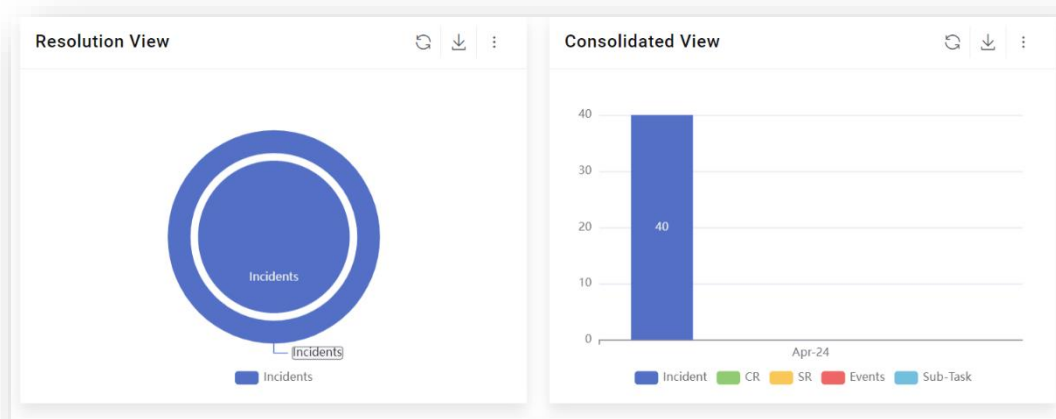 Resolution View
Incidents
Incidents
Incidents
Consolidated View
40
30
20
10
0
40
Apr-24
Incident CR SR Events Sub-Task